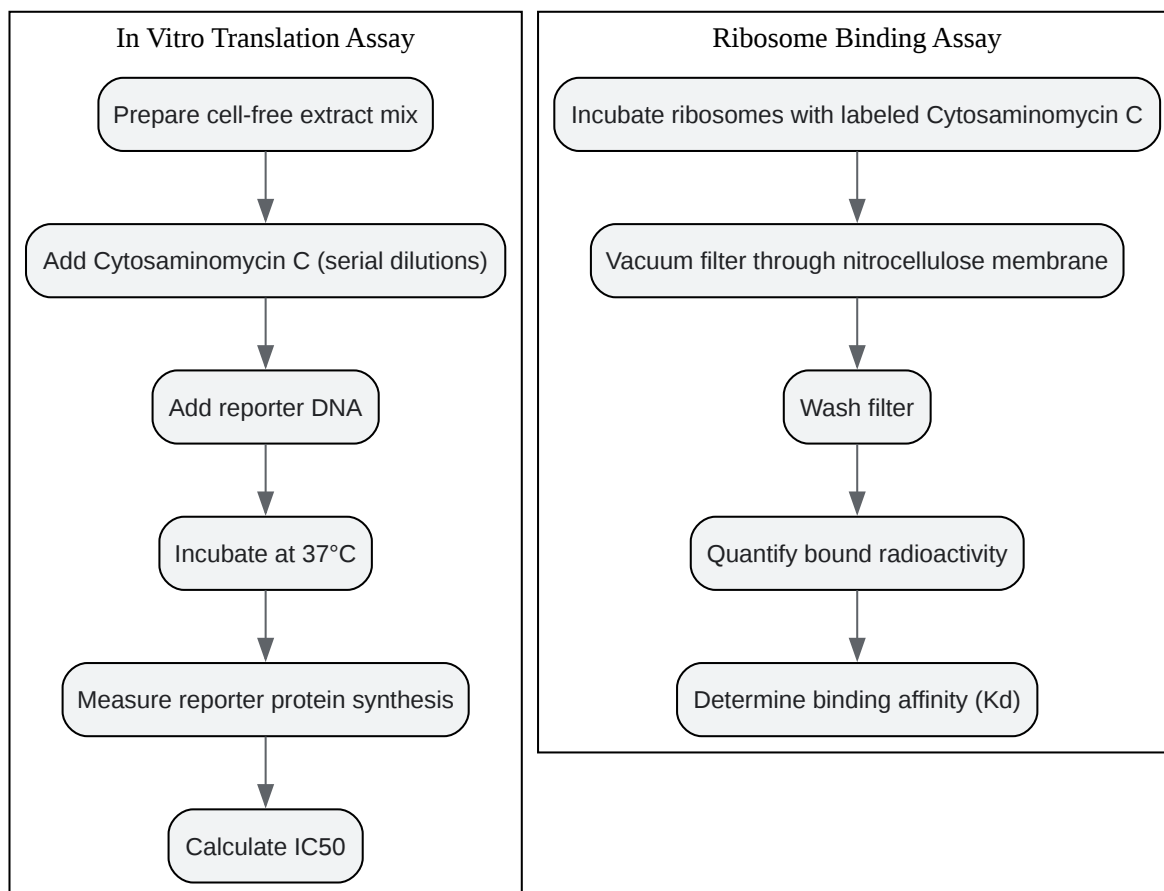 In Vitro Translation Assay
Prepare cell-free extract mix
Add Cytosaminomycin C (serial dilutions)
Add reporter DNA
Incubate at 37°C
Measure reporter protein synthesis
Calculate IC50
Ribosome Binding Assay
Incubate ribosomes with labeled Cytosaminomycin C
Vacuum filter through nitrocellulose membrane
Wash filter
Quantify bound radioactivity
Determine binding affinity (Kd)